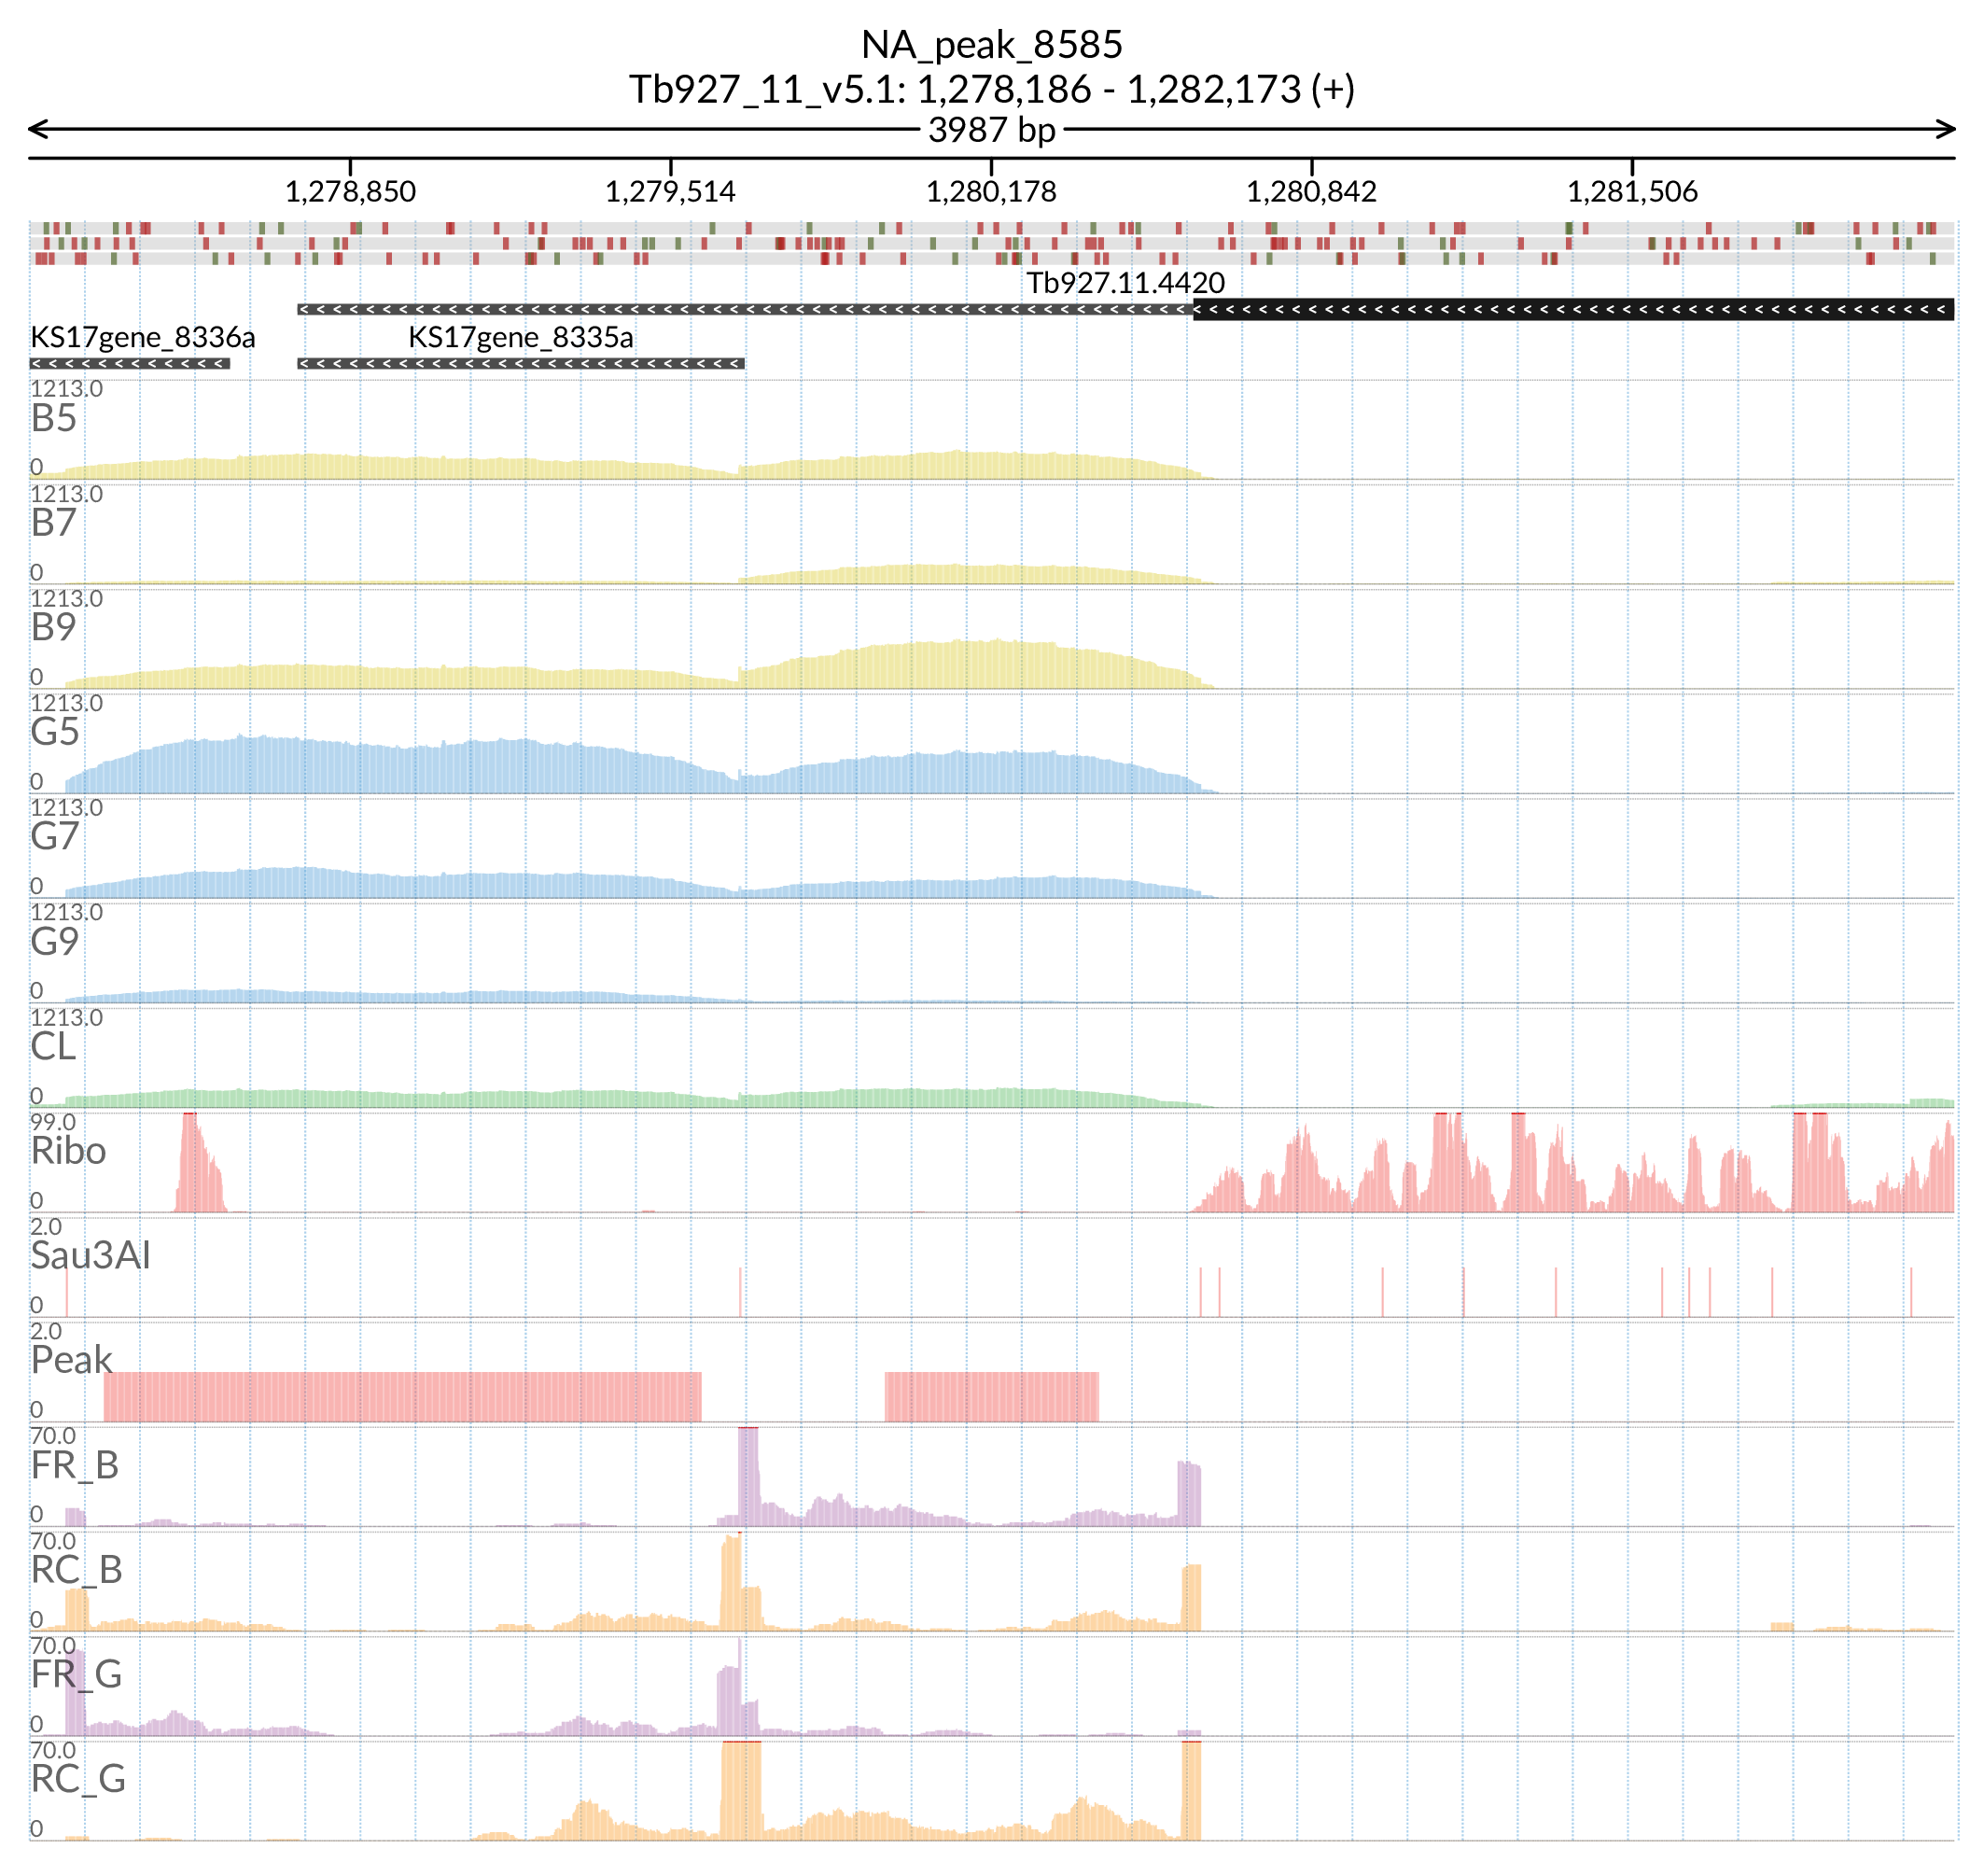 NA_peak_8585
Tb927_11_v5.1: 1,278,186 - 1,282,173 (+)
3987 bp
1,278,850 1,279,514 1,280,178 1,280,842 1,281,506
Tb927.11.4420
KS17gene_8336a KS17gene_8335a
1213.0
B5
0
1213.0
B7
0
1213.0
B9
0
1213.0
G5
0
1213.0
G7
0
1213.0
G9
0
1213.0
CL
0
99.0
Ribo
0
2.0
Sau3AI
0
2.0
Peak
0
70.0
FR_B
0
70.0
RC_B
0
70.0
FR_G
0
70.0
RC_G
0